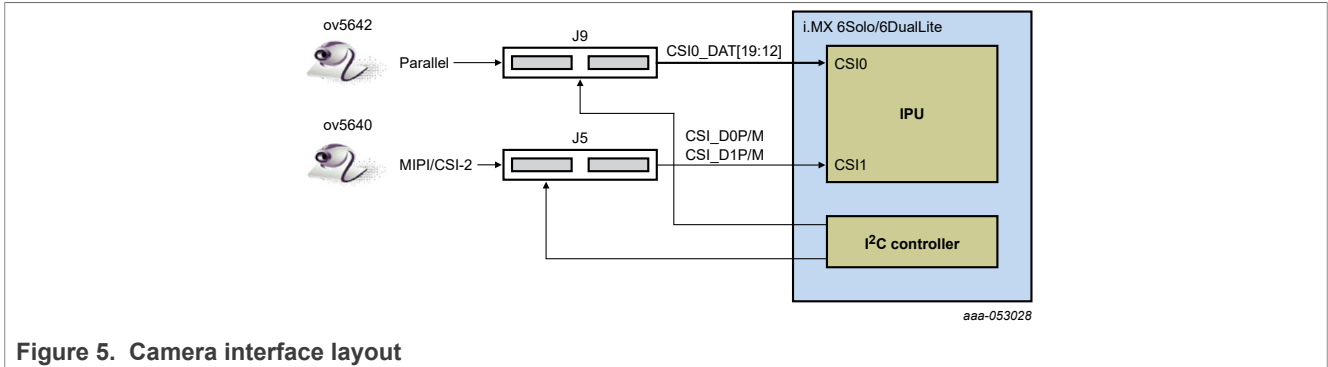 ov5642
J9
i.MX 6Solo/6DualLite
Parallel
CSI0_DAT[19:12]
CSI0
IPU
ov5640
J5
CSI_D0P/M
CSI_D1P/M
MIPI/CSI-2
CSI1
I2C controller
aaa-053028
Figure 5. Camera interface layout